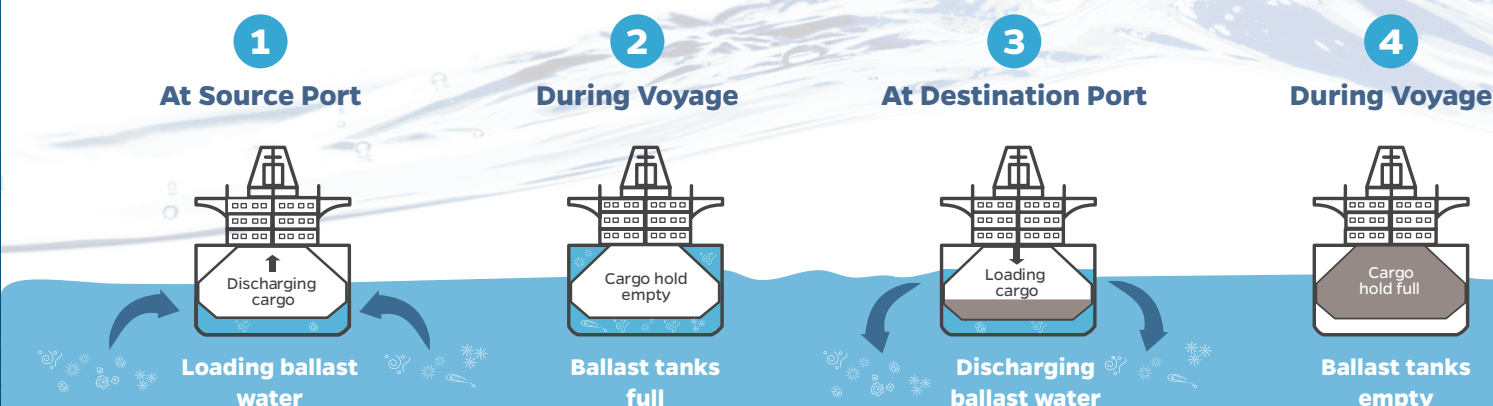 1
At Source Port
Discharging
cargo
Loading ballast
water
2
During Voyage
Cargo hold
empty
Ballast tanks
full
3
At Destination Port
Loading
cargo
Discharging
ballast water
4
During Voyage
Cargo
hold full
Ballast tanks
empty